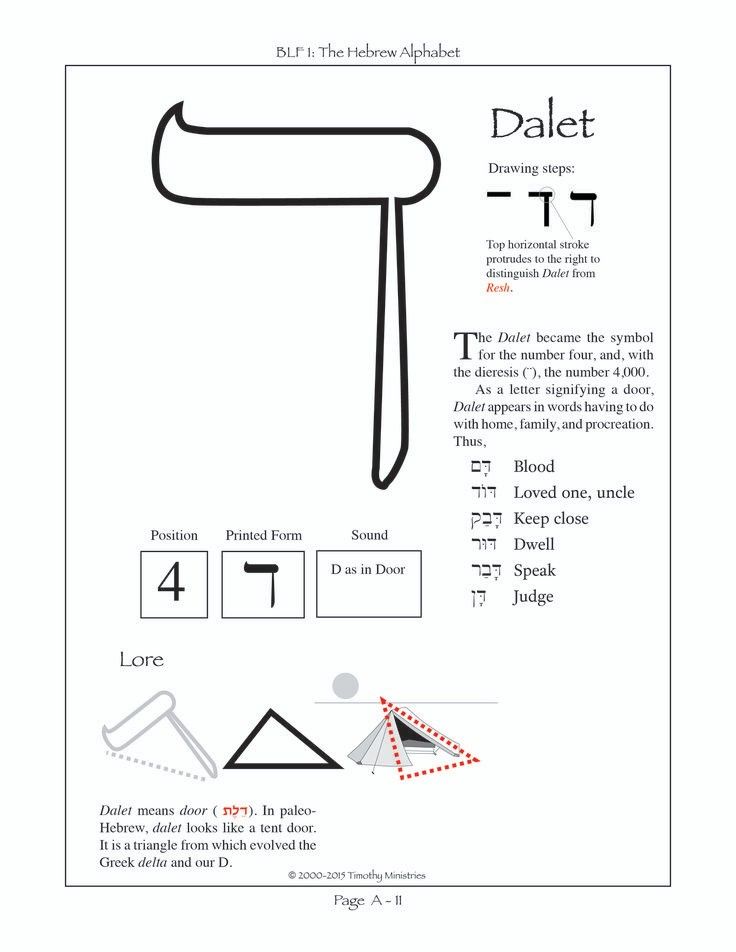 BLF 1: The Hebrew Alphabet
ד
Dalet
Drawing steps:
ד
Top horizontal stroke
protrudes to the right to
distinguish Dalet from
Resh.
The Dalet became the symbol
for the number four, and, with
the dieresis (¨), the number 4,000.
As a letter signifying a door,
Dalet appears in words having to do
with home, family, and procreation.
Thus,
דָּם Blood
דּוֹד Loved one, uncle
דָּבַק Keep close
דּוּר Dwell
דָּבַר Speak
דָּן Judge
Position Printed Form Sound
4 ד D as in Door
Lore
Dalet means door ( דֵלֶת). In paleo-
Hebrew, dalet looks like a tent door.
It is a triangle from which evolved the
Greek delta and our D.
© 2000-2015 Timothy Ministries
Page A - 11